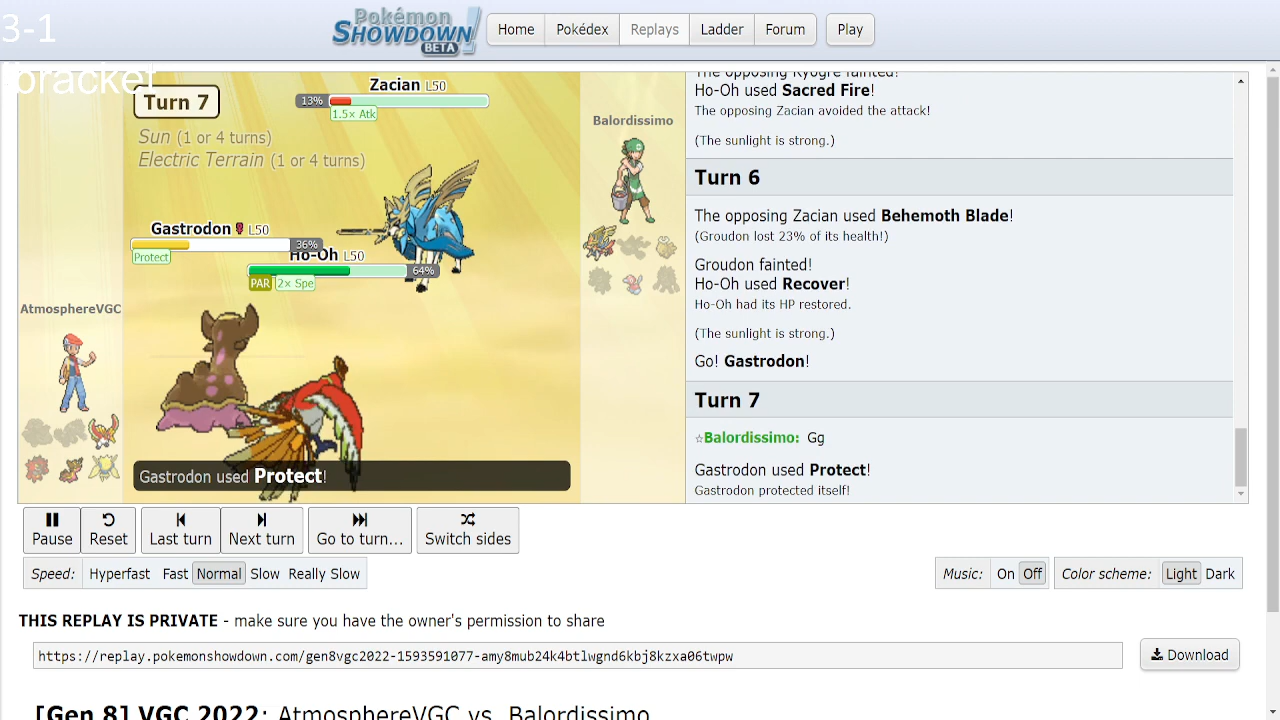 3-1
bracket
Pokémon
SHOWDOWN!
BETA
Home Pokédex Replays Ladder Forum Play
Turn 7
Sun (1 or 4 turns)
Electric Terrain (1 or 4 turns)
Zacian L50
13%
1.5× Atk
Gastrodon L50
36%
Protect
Ho-Oh L50
64%
PAR 2× Spe
AtmosphereVGC
Balordissimo
Gastrodon used Protect!
The opposing Kyogre fainted!
Ho-Oh used Sacred Fire!
The opposing Zacian avoided the attack!
(The sunlight is strong.)
Turn 6
The opposing Zacian used Behemoth Blade!
(Groudon lost 23% of its health!)
Groudon fainted!
Ho-Oh used Recover!
Ho-Oh had its HP restored.
(The sunlight is strong.)
Go! Gastrodon!
Turn 7
☆Balordissimo: Gg
Gastrodon used Protect!
Gastrodon protected itself!
Pause Reset Last turn Next turn Go to turn... Switch sides
Speed: Hyperfast Fast Normal Slow Really Slow
Music: On Off Color scheme: Light Dark
THIS REPLAY IS PRIVATE - make sure you have the owner's permission to share
https://replay.pokemonshowdown.com/gen8vgc2022-1593591077-amy8mub24k4btlwgnd6kbj8kzxa06twpw
Download
[Gen 8] VGC 2022: AtmosphereVGC vs. Balordissimo